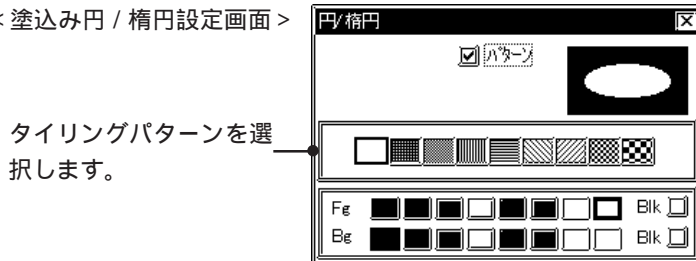 <塗込み円 / 楕円設定画面>
円/楕円
パターン
タイリングパターンを選
択します。
Fg Blk
Bg Blk